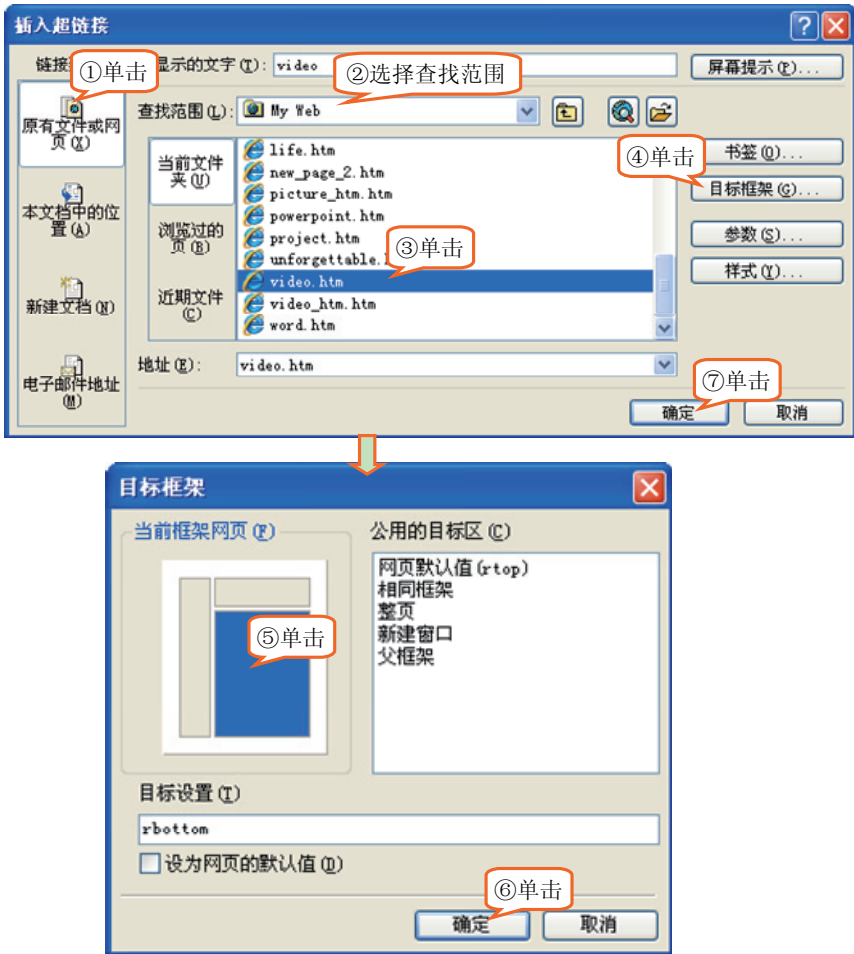 插入超链接
链接
①单击
显示的文字(T): video
②选择查找范围
屏幕提示(P)...
原有文件或网
页(X)
查找范围(L): My Web
当前文件
夹(U)
life.htm
new_page_2.htm
picture_htm.htm
powerpoint.htm
project.htm
unforgettable.
③单击
video.htm
video_htm.htm
word.htm
④单击
书签(O)...
目标框架(G)...
参数(S)...
样式(Y)...
本文档中的位
置(A)
浏览过的
页(B)
新建文档(N)
近期文件
(C)
电子邮件地址
(M)
地址(E): video.htm
⑦单击
确定
取消
目标框架
当前框架网页(F)
⑤单击
公用的目标区(C)
网页默认值(rtop)
相同框架
整页
新建窗口
父框架
目标设置(T)
rbottom
设为网页的默认值(D)
⑥单击
确定
取消